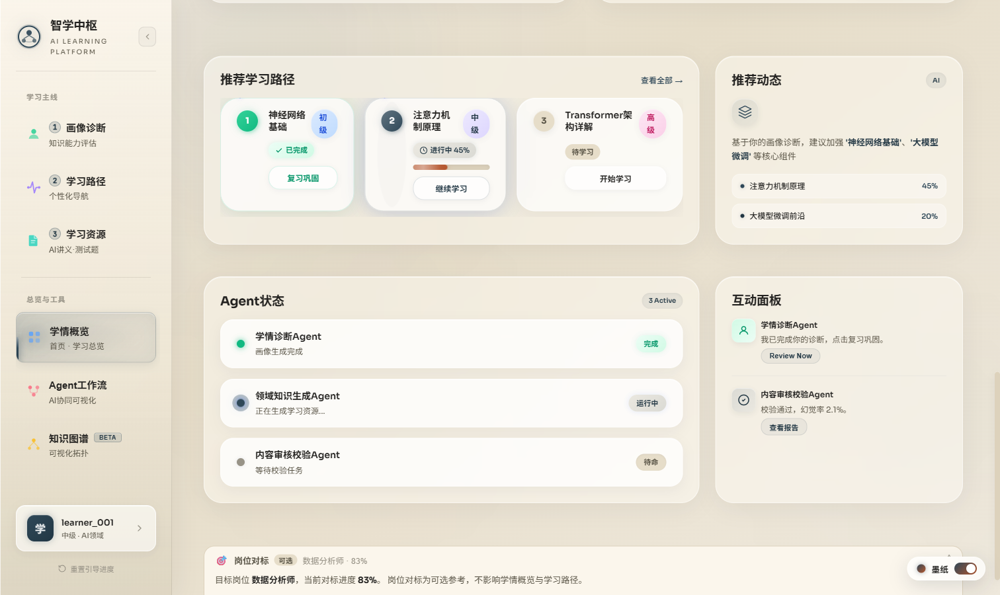 智学中枢
AI LEARNING
PLATFORM
学习主线
1 画像诊断
知识能力评估
2 学习路径
个性化导航
3 学习资源
AI讲义·测试题
总览与工具
学情概览
首页 · 学习总览
Agent工作流
AI协同可视化
知识图谱 BETA
可视化拓扑
学
learner_001
中级 · AI领域
重置引导进度
推荐学习路径
查看全部 →
1
神经网络
基础
初
级
已完成
复习巩固
2
注意力机
制原理
中
级
进行中 45%
继续学习
3
Transformer架
构详解
高
级
待学习
开始学习
推荐动态
AI
基于你的画像诊断，建议加强 '神经网络基础'、'大模型
微调' 等核心组件
注意力机制原理 45%
大模型微调前沿 20%
Agent状态
3 Active
学情诊断Agent
画像生成完成
完成
领域知识生成Agent
正在生成学习资源...
运行中
内容审核校验Agent
等待校验任务
待命
互动面板
学情诊断Agent
我已完成你的诊断，点击复习巩固。
Review Now
内容审核校验Agent
校验通过，幻觉率 2.1%。
查看报告
岗位对标 可选 数据分析师 · 83%
目标岗位 数据分析师，当前对标进度 83%。 岗位对标为可选参考，不影响学情概览与学习路径。
墨纸